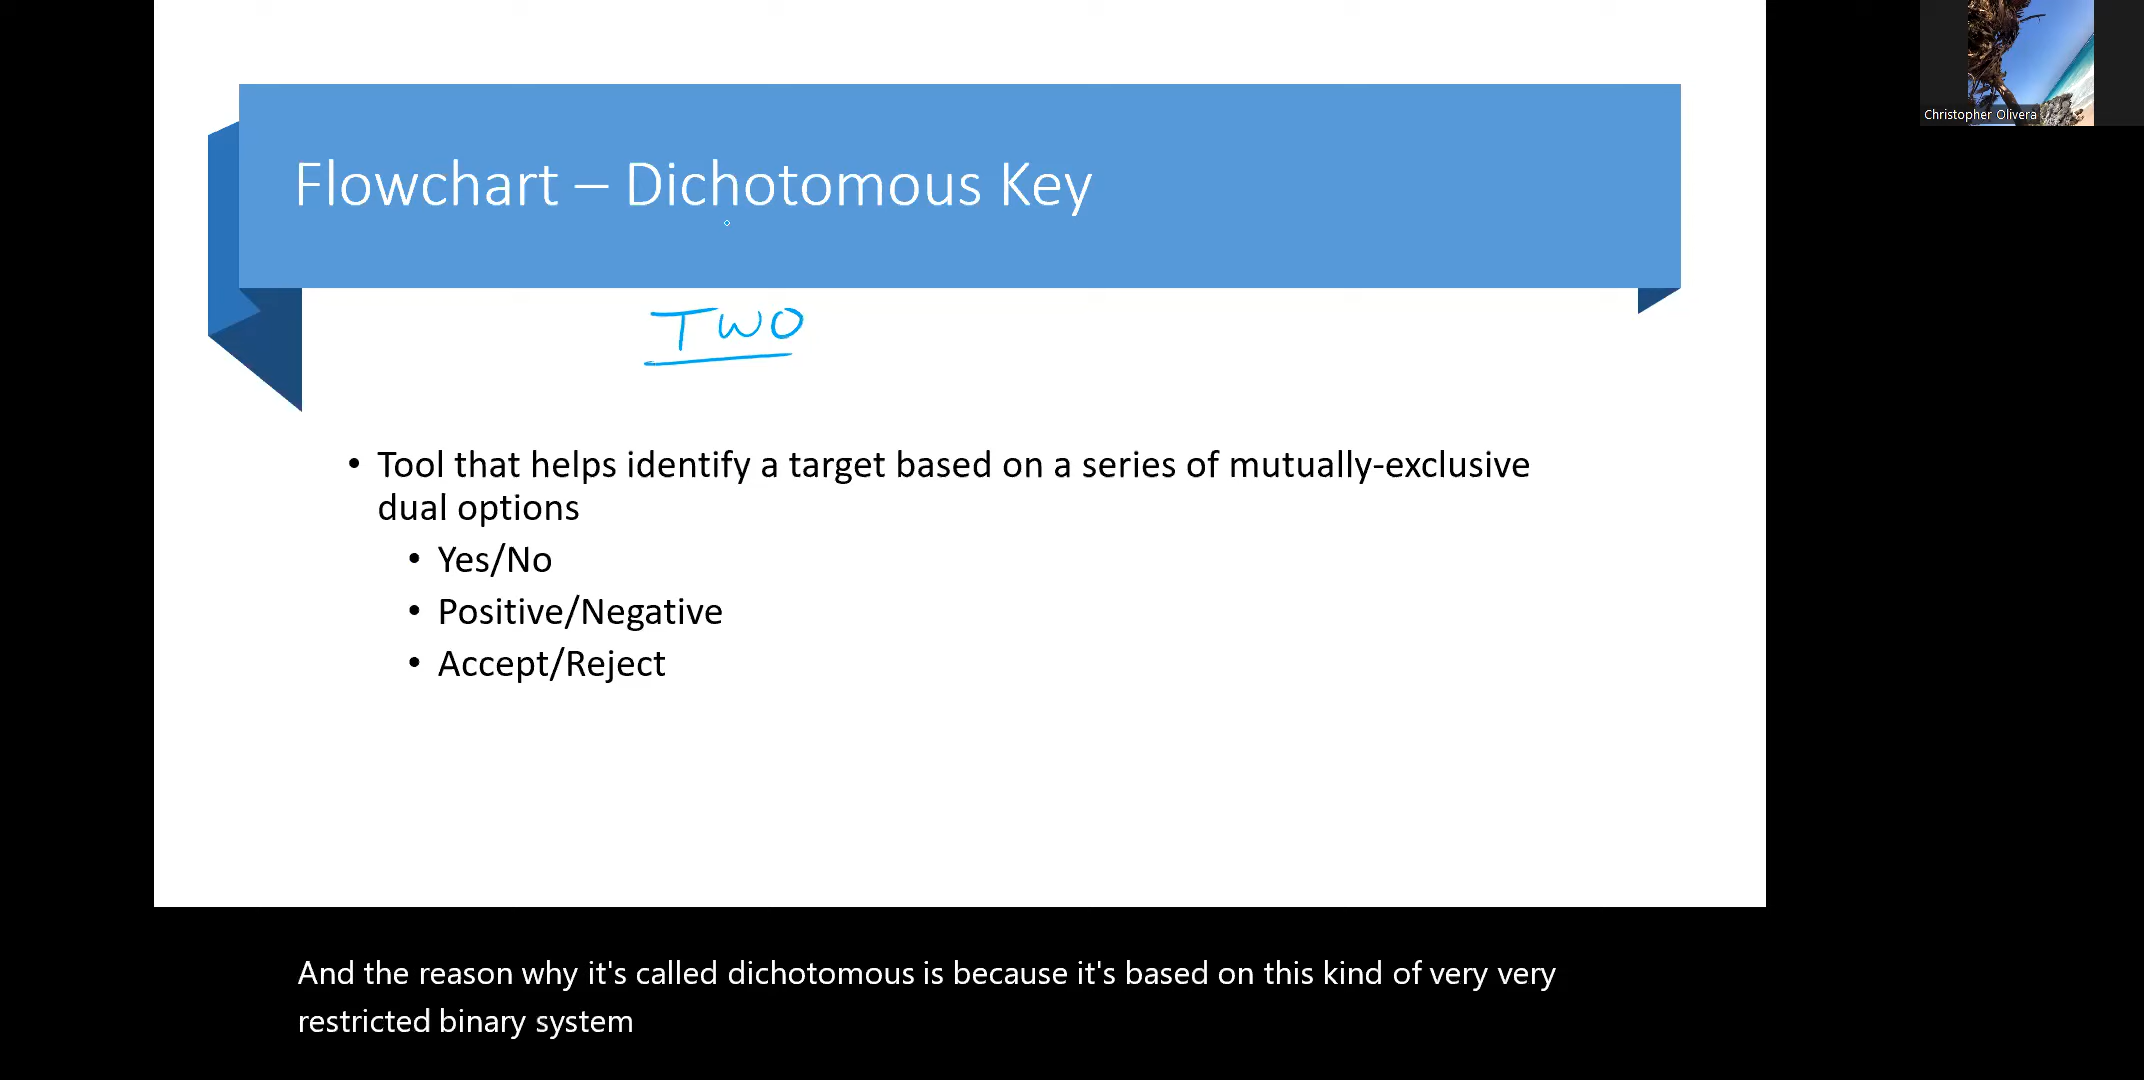 Christopher Olivera
Flowchart – Dichotomous Key
TWO
• Tool that helps identify a target based on a series of mutually-exclusive
dual options
• Yes/No
• Positive/Negative
• Accept/Reject
And the reason why it's called dichotomous is because it's based on this kind of very very
restricted binary system